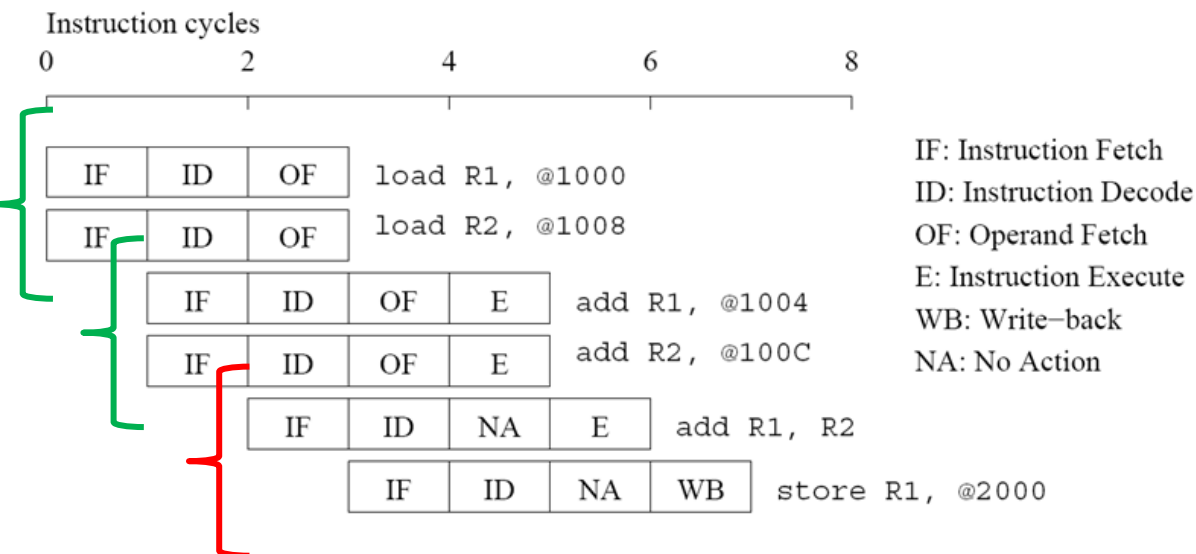 Instruction cycles
0 2 4 6 8
IF ID OF load R1, @1000
IF ID OF load R2, @1008
IF ID OF E add R1, @1004
IF ID OF E add R2, @100C
IF ID NA E add R1, R2
IF ID NA WB store R1, @2000
IF: Instruction Fetch
ID: Instruction Decode
OF: Operand Fetch
E: Instruction Execute
WB: Write−back
NA: No Action